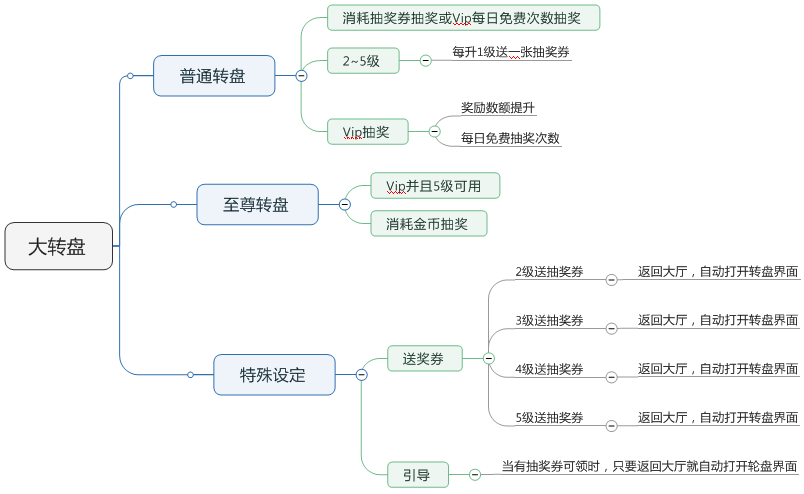 大转盘
普通转盘
消耗抽奖券抽奖或Vip每日免费次数抽奖
2~5级
每升1级送一张抽奖券
Vip抽奖
奖励数额提升
每日免费抽奖次数
至尊转盘
Vip并且5级可用
消耗金币抽奖
特殊设定
送奖券
2级送抽奖券
返回大厅，自动打开转盘界面
3级送抽奖券
返回大厅，自动打开转盘界面
4级送抽奖券
返回大厅，自动打开转盘界面
5级送抽奖券
返回大厅，自动打开转盘界面
引导
当有抽奖券可领时，只要返回大厅就自动打开轮盘界面